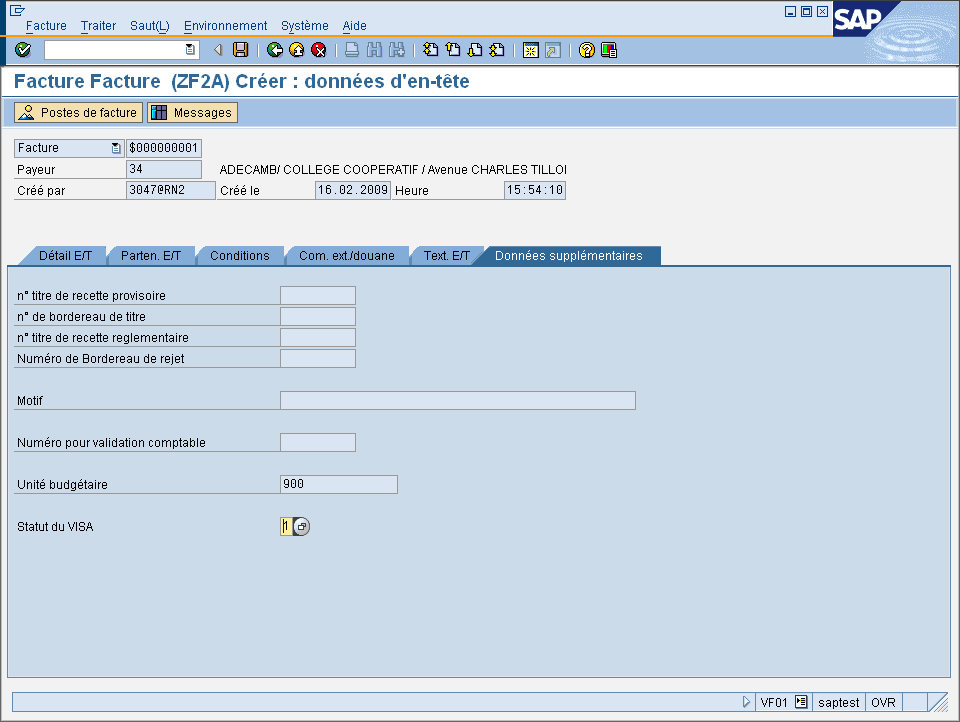 Facture Traiter Saut(L) Environnement Système Aide
SAP
Facture Facture (ZF2A) Créer : données d'en-tête
Postes de facture Messages
Facture $000000001
Payeur 34 ADECAMB/ COLLEGE COOPERATIF / Avenue CHARLES TILLOI
Créé par 3047@RN2 Créé le 16.02.2009 Heure 15:54:10
Détail E/T Parten. E/T Conditions Com. ext./douane Text. E/T Données supplémentaires
n° titre de recette provisoire
n° de bordereau de titre
n° titre de recette reglementaire
Numéro de Bordereau de rejet
Motif
Numéro pour validation comptable
Unité budgétaire 900
Statut du VISA 1
VF01 saptest OVR